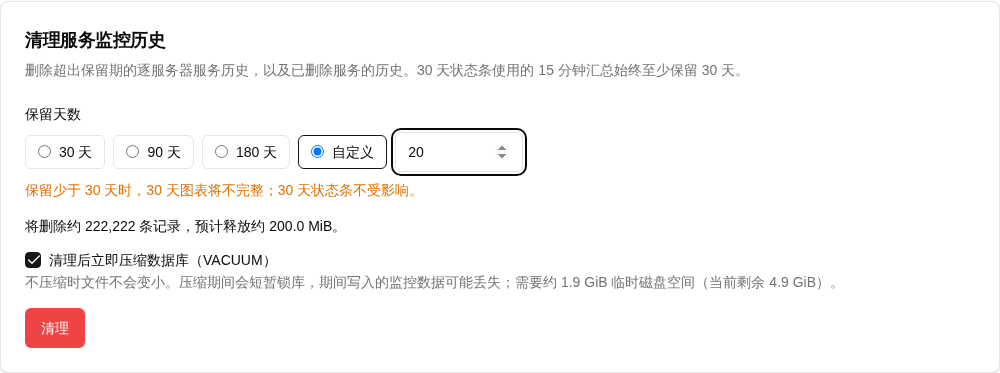 清理服务监控历史
删除超出保留期的逐服务器服务历史，以及已删除服务的历史。30 天状态条使用的 15 分钟汇总始终至少保留 30 天。
保留天数
30 天 90 天 180 天 自定义 20
保留少于 30 天时，30 天图表将不完整；30 天状态条不受影响。
将删除约 222,222 条记录，预计释放约 200.0 MiB。
清理后立即压缩数据库（VACUUM）
不压缩时文件不会变小。压缩期间会短暂锁库，期间写入的监控数据可能丢失；需要约 1.9 GiB 临时磁盘空间（当前剩余 4.9 GiB）。
清理